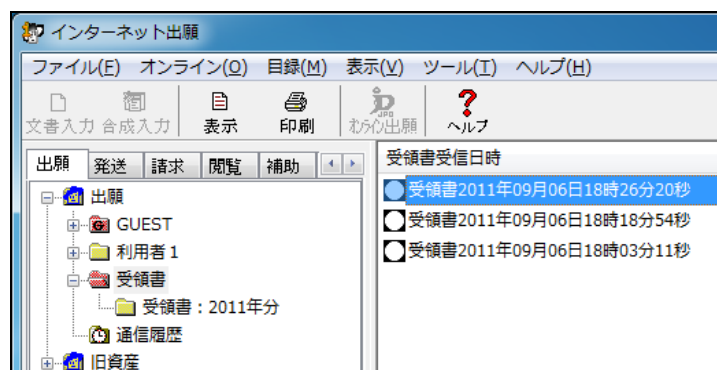 インターネット出願
ファイル(F) オンライン(O) 目録(M) 表示(V) ツール(T) ヘルプ(H)
文書入力 合成入力 表示 印刷 ヘルプ
出願 発送 請求 閲覧 補助
受領書受信日時
出願
GUEST
利用者1
受領書
受領書：2011年分
通信履歴
旧資産
受領書2011年09月06日18時26分20秒
受領書2011年09月06日18時18分54秒
受領書2011年09月06日18時03分11秒